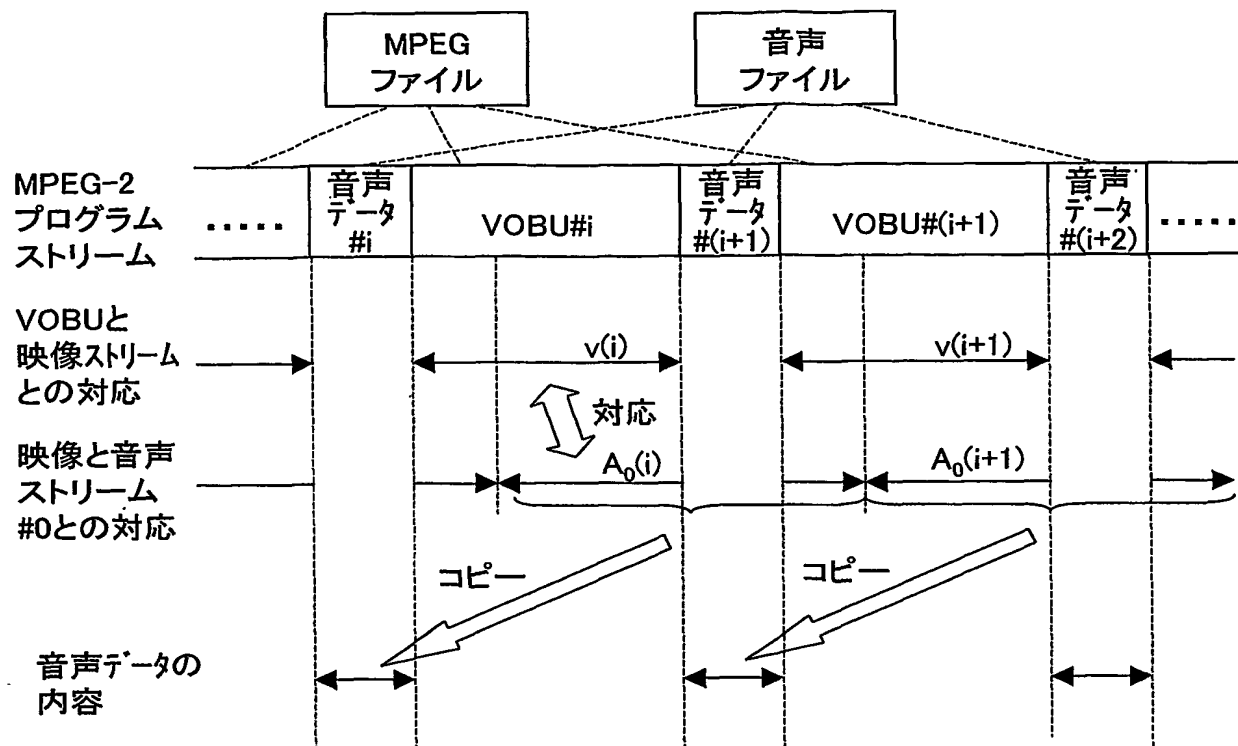 MPEG
ファイル
音声
ファイル
MPEG-2
プログラム
ストリーム
.....
音声
データ
#i
VOBU#i
音声
データ
#(i+1)
VOBU#(i+1)
音声
データ
#(i+2)
.....
VOBUと
映像ストリーム
との対応
v(i)
v(i+1)
対応
映像と音声
ストリーム
#0との対応
A₀(i)
A₀(i+1)
コピー
コピー
音声データの
内容